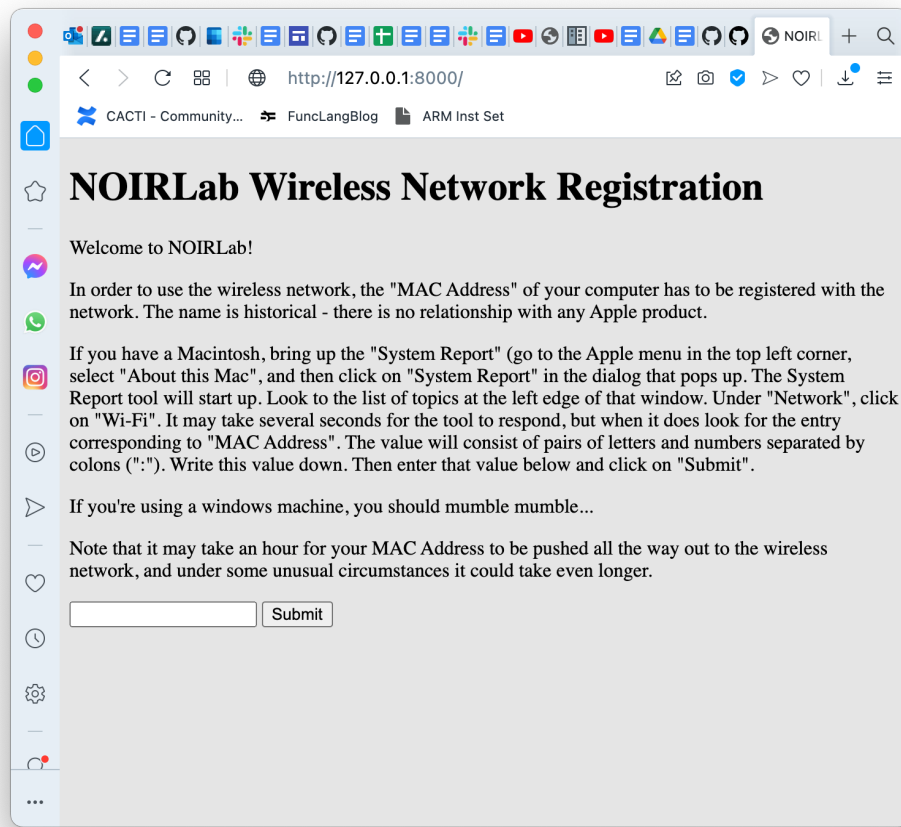 NOIRL
http://127.0.0.1:8000/
CACTI - Community...
FuncLangBlog
ARM Inst Set
NOIRLab Wireless Network Registration
Welcome to NOIRLab!
In order to use the wireless network, the "MAC Address" of your computer has to be registered with the
network. The name is historical - there is no relationship with any Apple product.
If you have a Macintosh, bring up the "System Report" (go to the Apple menu in the top left corner,
select "About this Mac", and then click on "System Report" in the dialog that pops up. The System
Report tool will start up. Look to the list of topics at the left edge of that window. Under "Network", click
on "Wi-Fi". It may take several seconds for the tool to respond, but when it does look for the entry
corresponding to "MAC Address". The value will consist of pairs of letters and numbers separated by
colons (":"). Write this value down. Then enter that value below and click on "Submit".
If you're using a windows machine, you should mumble mumble...
Note that it may take an hour for your MAC Address to be pushed all the way out to the wireless
network, and under some unusual circumstances it could take even longer.
Submit